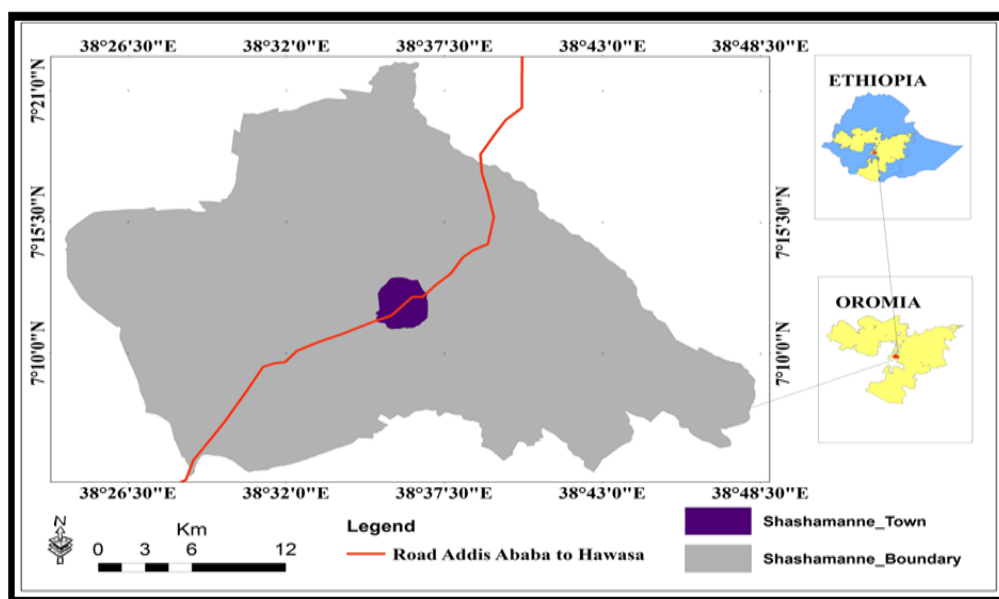 38°26'30"E 38°32'0"E 38°37'30"E 38°43'0"E 38°48'30"E
7°21'0"N
7°15'30"N
7°10'0"N
7°21'0"N
7°15'30"N
7°10'0"N
38°26'30"E 38°32'0"E 38°37'30"E 38°43'0"E 38°48'30"E
ETHIOPIA
OROMIA
N
Km
0 3 6 12
Legend
Road Addis Ababa to Hawasa
Shashamanne_Town
Shashamanne_Boundary